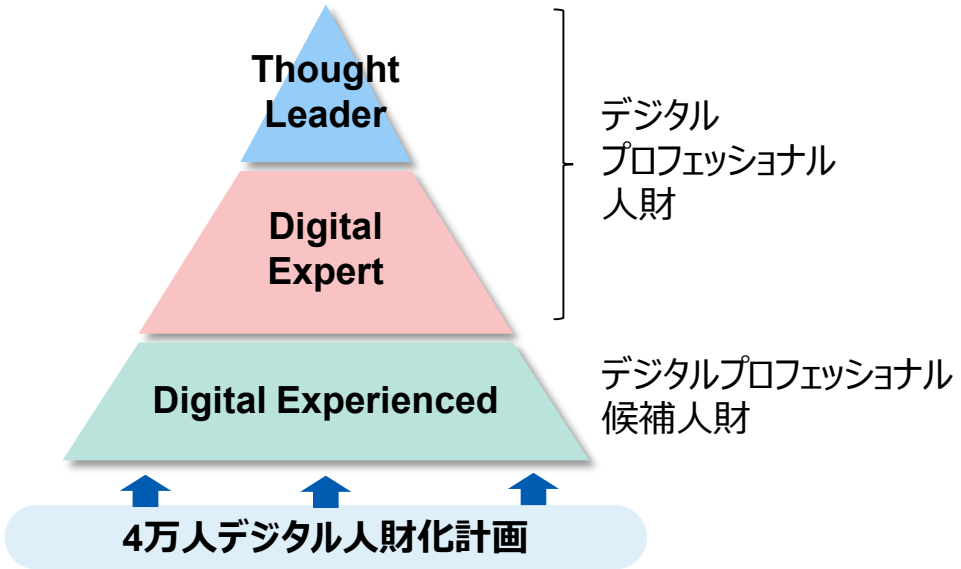 Thought
Leader
デジタル
プロフェッショナル
人財
Digital
Expert
Digital Experienced
デジタルプロフェッショナル
候補人財
4万人デジタル人財化計画